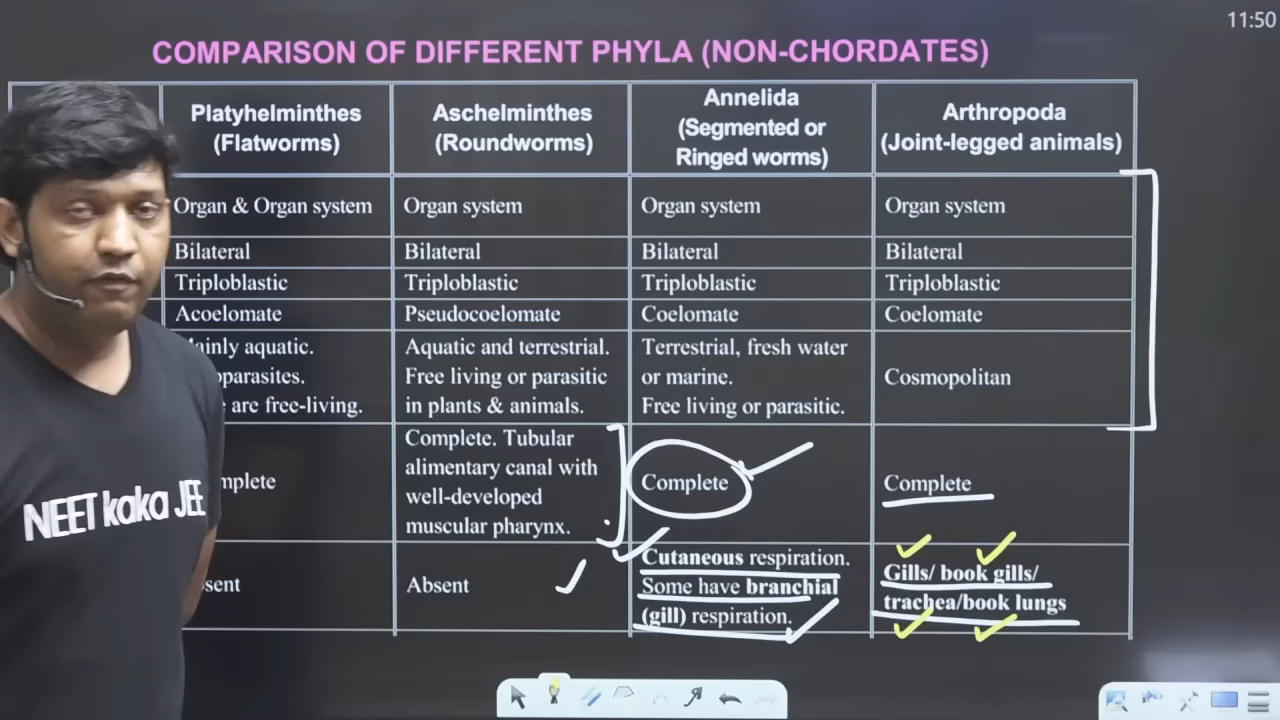 11:50
COMPARISON OF DIFFERENT PHYLA (NON-CHORDATES)
Platyhelminthes
(Flatworms)
Aschelminthes
(Roundworms)
Annelida
(Segmented or
Ringed worms)
Arthropoda
(Joint-legged animals)
Organ & Organ system
Organ system
Organ system
Organ system
Bilateral
Bilateral
Bilateral
Bilateral
Triploblastic
Triploblastic
Triploblastic
Triploblastic
Acoelomate
Pseudocoelomate
Coelomate
Coelomate
aquatic.
are free-living.
Aquatic and terrestrial.
Free living or parasitic
in plants & animals.
Terrestrial, fresh water
or marine.
Free living or parasitic.
Cosmopolitan
Complete. Tubular
alimentary canal with
well-developed
muscular pharynx.
Complete
Complete
Absent
Cutaneous respiration.
Some have branchial
(gill) respiration.
Gills/ book gills/
trachea/book lungs
NEET kaka JEE